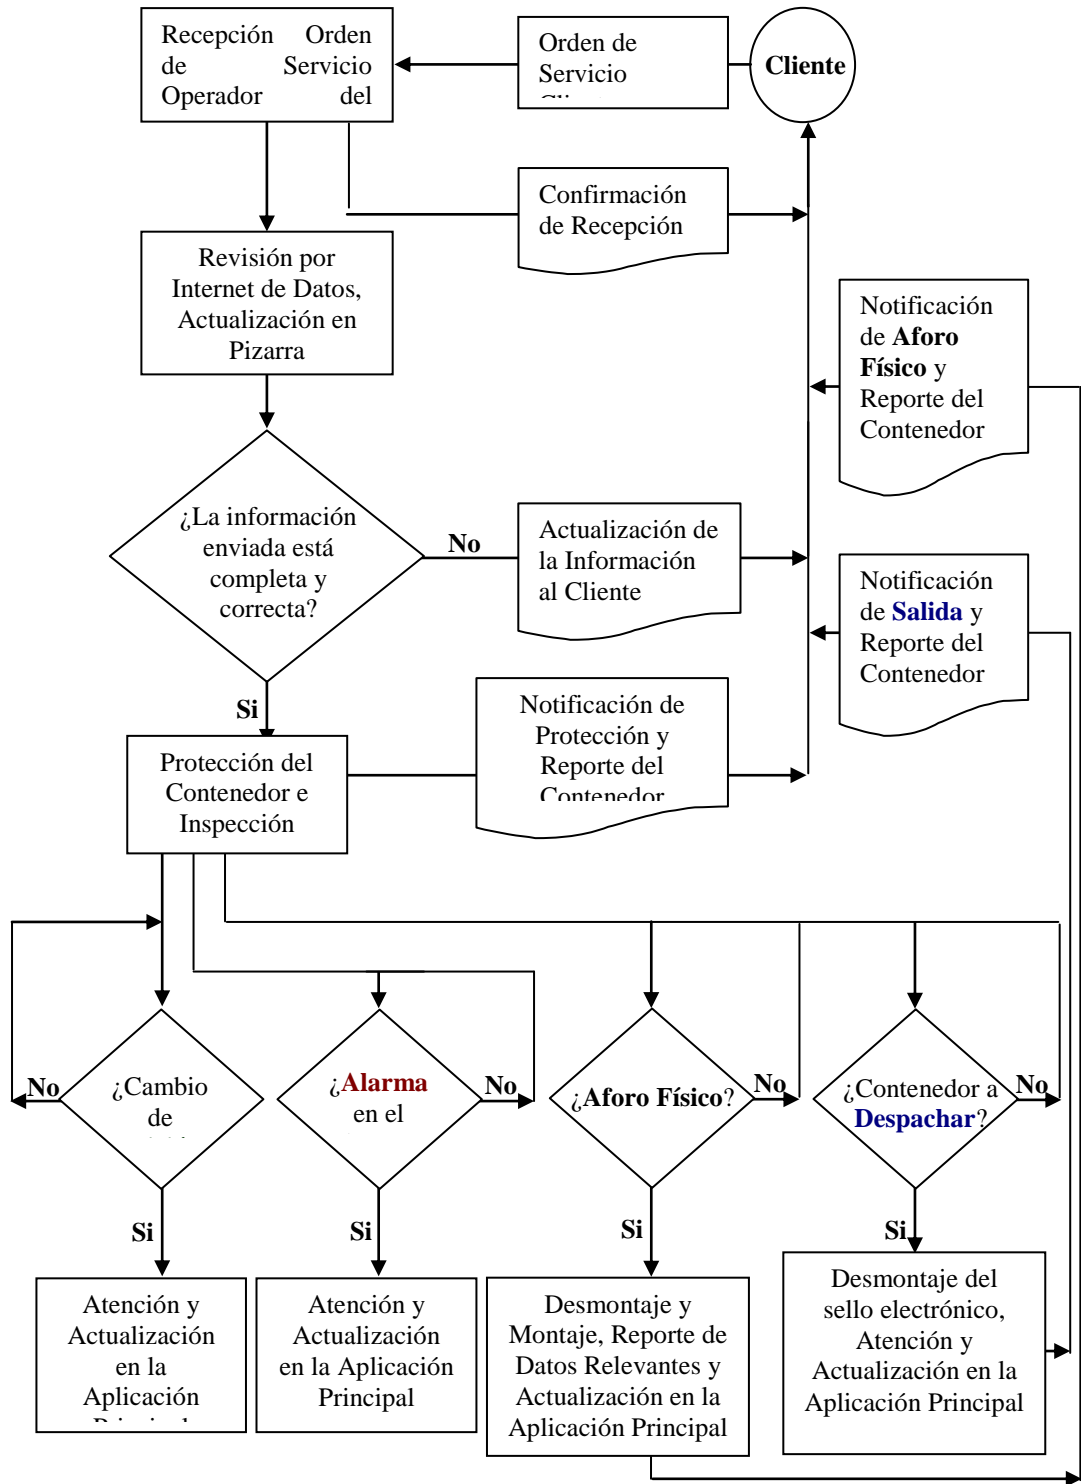 Recepción Orden
de Servicio
Operador del
Orden de
Servicio
Cliente
Confirmación
de Recepción
Revisión por
Internet de Datos,
Actualización en
Pizarra
Notificación
de Aforo
Físico y
Reporte del
Contenedor
¿La información
enviada está
completa y
correcta?
No
Actualización de
la Información
al Cliente
Notificación
de Salida y
Reporte del
Contenedor
Si
Notificación de
Protección y
Reporte del
Contenedor
Protección del
Contenedor e
Inspección
No
¿Cambio
de
¿Alarma
en el
No
¿Aforo Físico?
No
¿Contenedor a
Despachar?
No
Si
Si
Si
Si
Atención y
Actualización
en la
Aplicación
Atención y
Actualización
en la Aplicación
Principal
Desmontaje y
Montaje, Reporte de
Datos Relevantes y
Actualización en la
Aplicación Principal
Desmontaje del
sello electrónico,
Atención y
Actualización en la
Aplicación Principal